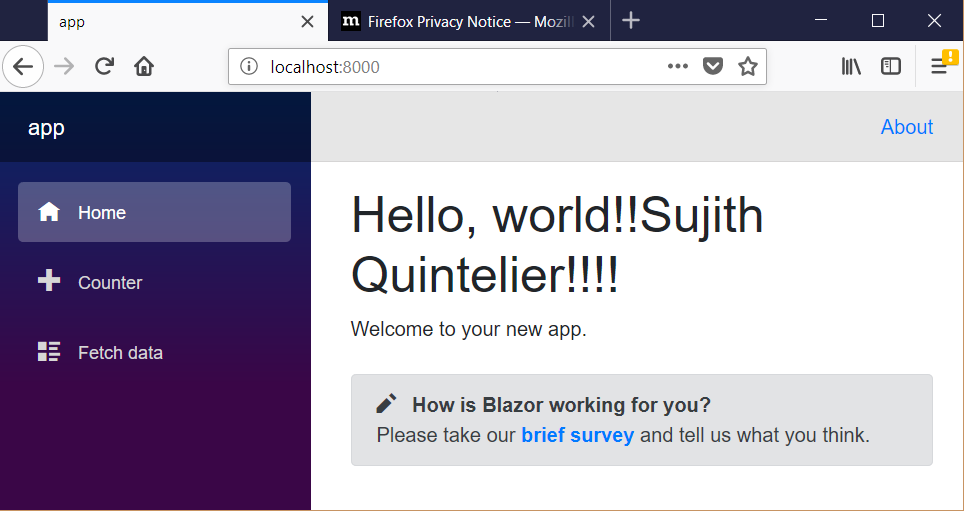 app
Firefox Privacy Notice — Mozil
localhost:8000
app
About
Home
Counter
Fetch data
Hello, world!!Sujith
Quintelier!!!!
Welcome to your new app.
How is Blazor working for you?
Please take our brief survey and tell us what you think.